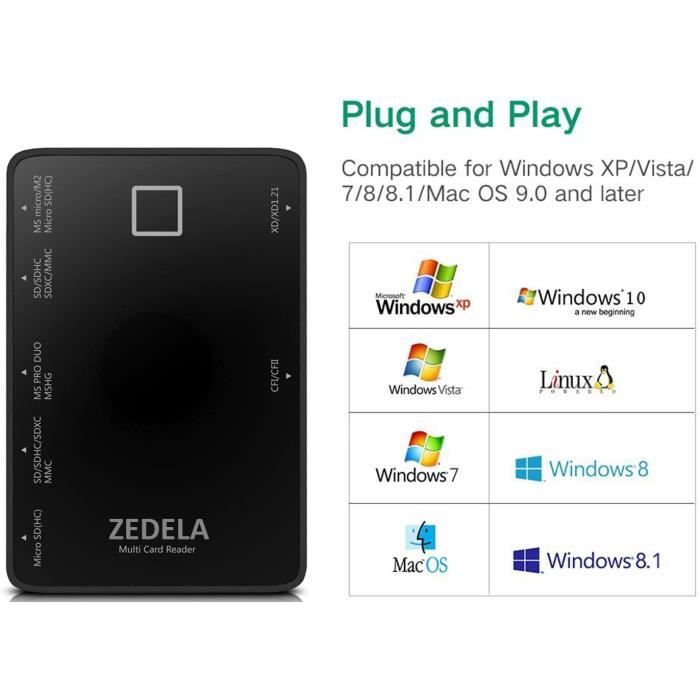 Plug and Play
Compatible for Windows XP/Vista/
7/8/8.1/Mac OS 9.0 and later
MS micro/M2
Micro SD(HC)
SD/SDHC
SDXC/MMC
MS PRO DUO
MSHG
SD/SDHC/SDXC
MMC
Micro SD(HC)
XD/XD1.21
CFI/CFII
ZEDELA
Multi Card Reader
Microsoft
Windows xp
Windows 10
a new beginning
Windows Vista
Linux
POWERED
Windows 7
Windows 8
Mac OS
Windows 8.1